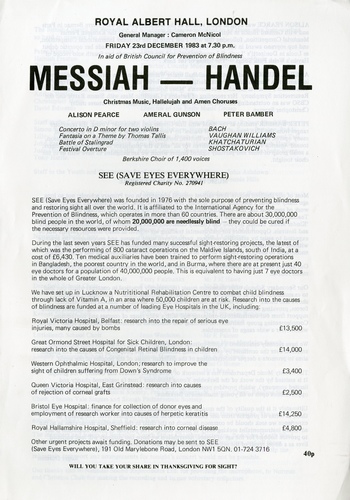 ROYAL ALBERT HALL, LONDON
General Manager : Cameron McNicol
FRIDAY 23rd DECEMBER 1983 at 7.30 p.m.
In aid of British Council for Prevention of Blindness
MESSIAH — HANDEL
Christmas Music, Hallelujah and Amen Choruses
ALISON PEARCE AMERAL GUNSON PETER BAMBER
Concerto in D minor for two violins BACH
Fantasia on a Theme by Thomas Tallis VAUGHAN WILLIAMS
Battle of Stalingrad KHATCHATURIAN
Festival Overture SHOSTAKOVICH
Berkshire Choir of 1,400 voices
SEE (SAVE EYES EVERYWHERE)
Registered Charity No. 270941
SEE (Save Eyes Everywhere) was founded in 1976 with the sole purpose of preventing blindness
and restoring sight all over the world. It is affiliated to the International Agency for the
Prevention of Blindness, which operates in more than 60 countries. There are about 30,000,000
blind people in the world, of whom 20,000,000 are needlessly blind - they could be cured if
the necessary resources were provided.
During the last seven years SEE has funded many successful sight-restoring projects, the latest of
which was the performing of 800 cataract operations on the Maldive Islands, south of India, at a
cost of £6,430. Ten medical auxiliaries have been trained to perform sight-restoring operations
in Bangladesh, the poorest country in the world, and in Burma, where there are at present just 40
eye doctors for a population of 40,000,000 people. This is equivalent to having just 7 eye doctors
in the whole of Greater London.
We have set up in Lucknow a Nutrititional Rehabilitation Centre to combat child blindness
through lack of Vitamin A, in an area where 50,000 children are at risk. Research into the causes
of blindness are funded at a number of leading Eye Hospitals in the UK, including:
Royal Victoria Hospital, Belfast: research into the repair of serious eye
injuries, many caused by bombs £13,500
Great Ormond Street Hospital for Sick Children, London:
research into the causes of Congenital Retinal Blindness in children £14,000
Western Ophthalmic Hospital, London; research to improve the
sight of children suffering from Down's Syndrome £3,400
Queen Victoria Hospital, East Grinstead: research into causes
of rejection of corneal grafts £2,500
Bristol Eye Hospital: finance for collection of donor eyes and
employment of research worker into causes of herpetic keratitis £14,250
Royal Hallamshire Hospital, Sheffield: research into corneal disease £4,800
Other urgent projects await funding. Donations may be sent to SEE
(Save Eyes Everywhere), 191 Old Marylebone Road, London NW1 5QN. 01-724 3716
40p
WILL YOU TAKE YOUR SHARE IN THANKSGIVING FOR SIGHT?